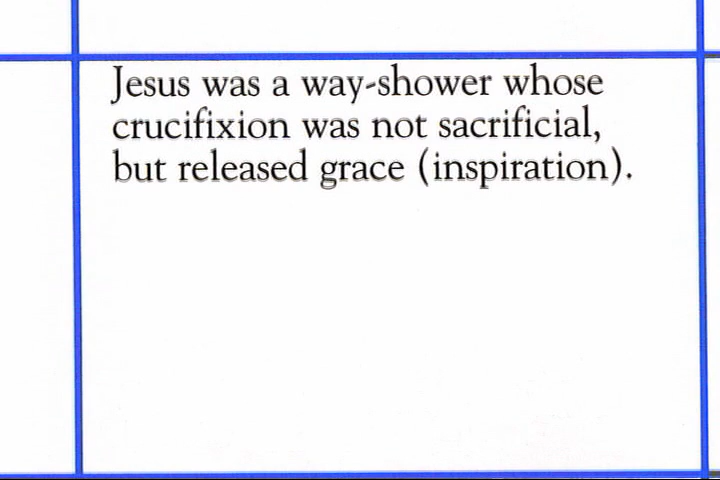 Jesus was a way-shower whose
crucifixion was not sacrificial,
but released grace (inspiration).